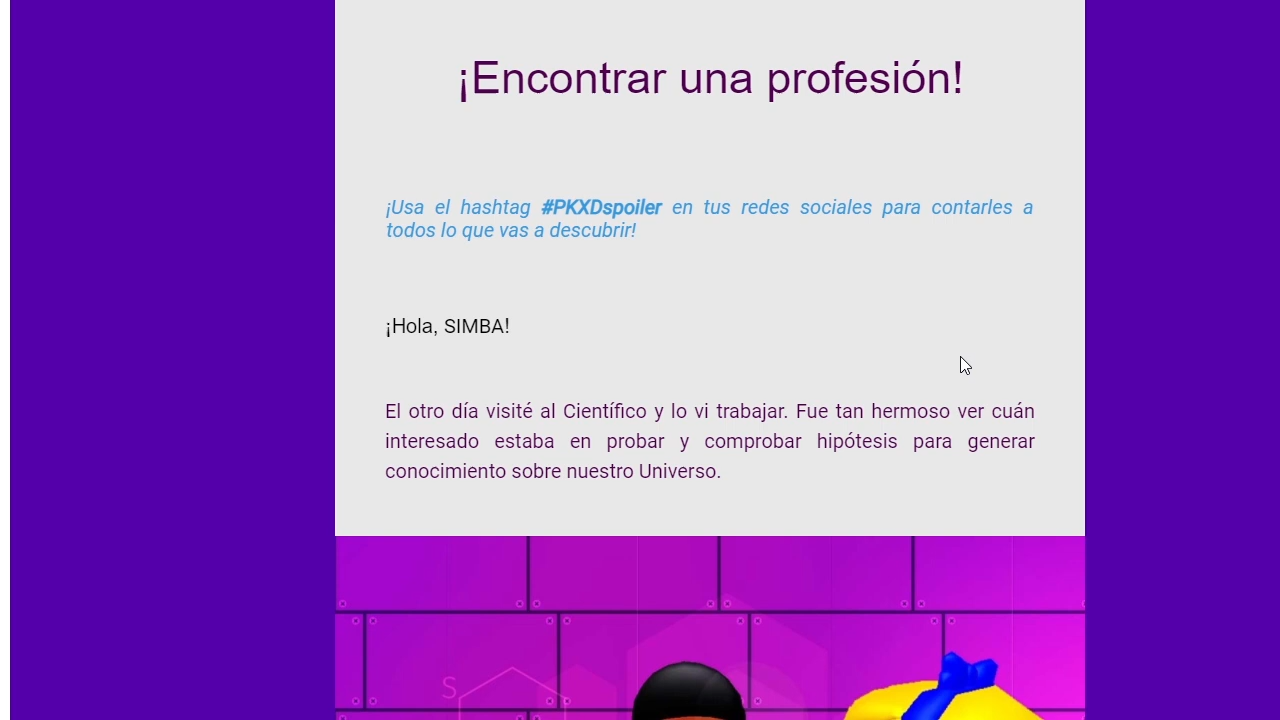 ¡Encontrar una profesión!
¡Usa el hashtag #PKXDspoiler en tus redes sociales para contarles a
todos lo que vas a descubrir!
¡Hola, SIMBA!
El otro día visité al Científico y lo vi trabajar. Fue tan hermoso ver cuán
interesado estaba en probar y comprobar hipótesis para generar
conocimiento sobre nuestro Universo.
S